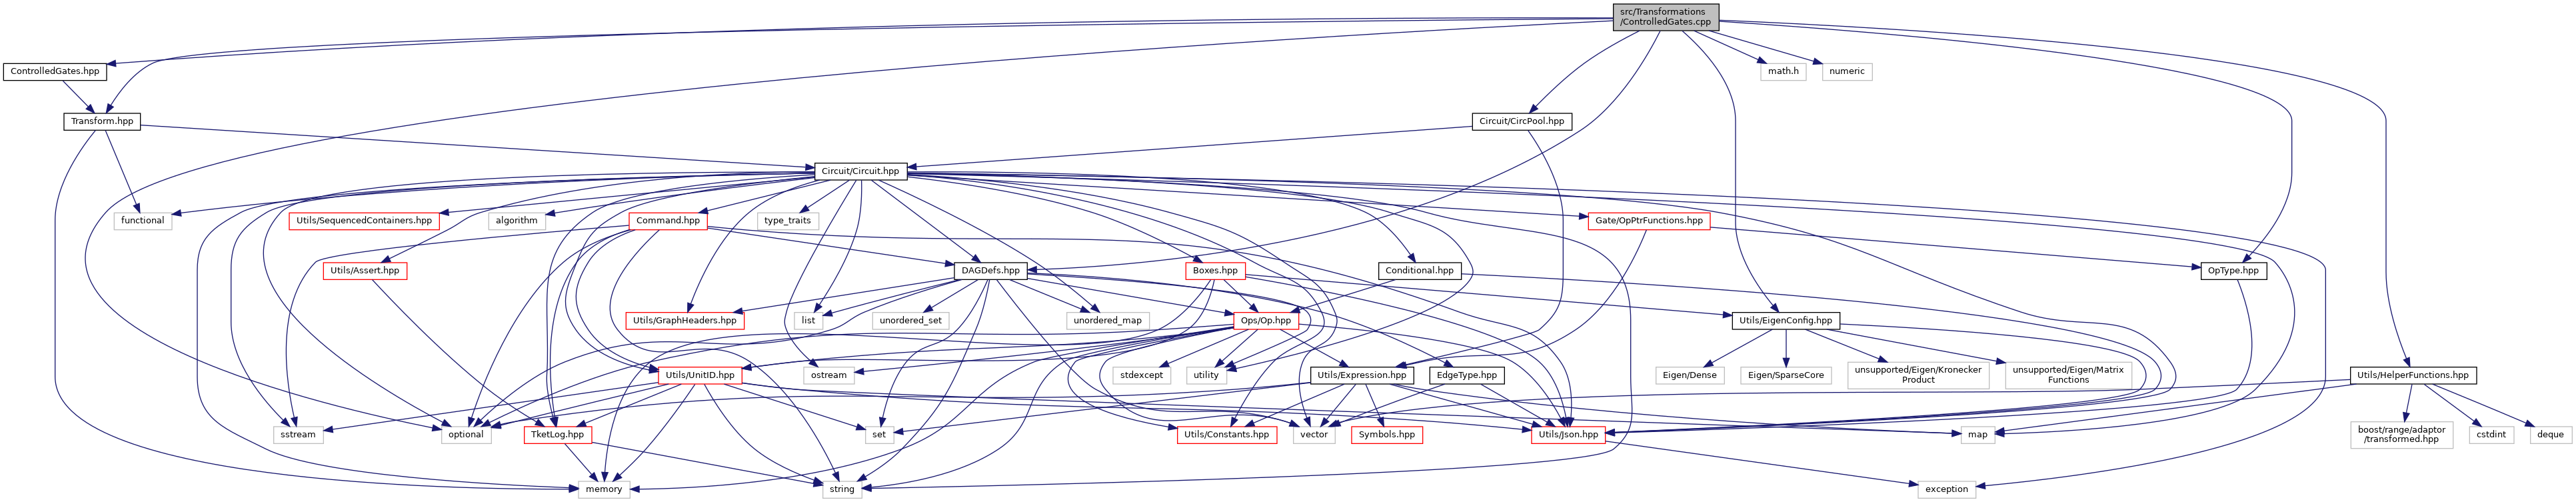 src/Transformations
/ControlledGates.cpp
ControlledGates.hpp
math.h
numeric
Transform.hpp
Circuit/CircPool.hpp
Circuit/Circuit.hpp
functional
Utils/SequencedContainers.hpp
algorithm
Command.hpp
type_traits
Gate/OpPtrFunctions.hpp
Utils/Assert.hpp
DAGDefs.hpp
Boxes.hpp
Conditional.hpp
OpType.hpp
Utils/GraphHeaders.hpp
list
unordered_set
unordered_map
Ops/Op.hpp
Utils/EigenConfig.hpp
Utils/UnitID.hpp
ostream
stdexcept
utility
Utils/Expression.hpp
EdgeType.hpp
Eigen/Dense
Eigen/SparseCore
unsupported/Eigen/Kronecker
Product
unsupported/Eigen/Matrix
Functions
Utils/HelperFunctions.hpp
sstream
optional
TketLog.hpp
set
Utils/Constants.hpp
vector
Symbols.hpp
Utils/Json.hpp
map
boost/range/adaptor
/transformed.hpp
cstdint
deque
memory
string
exception